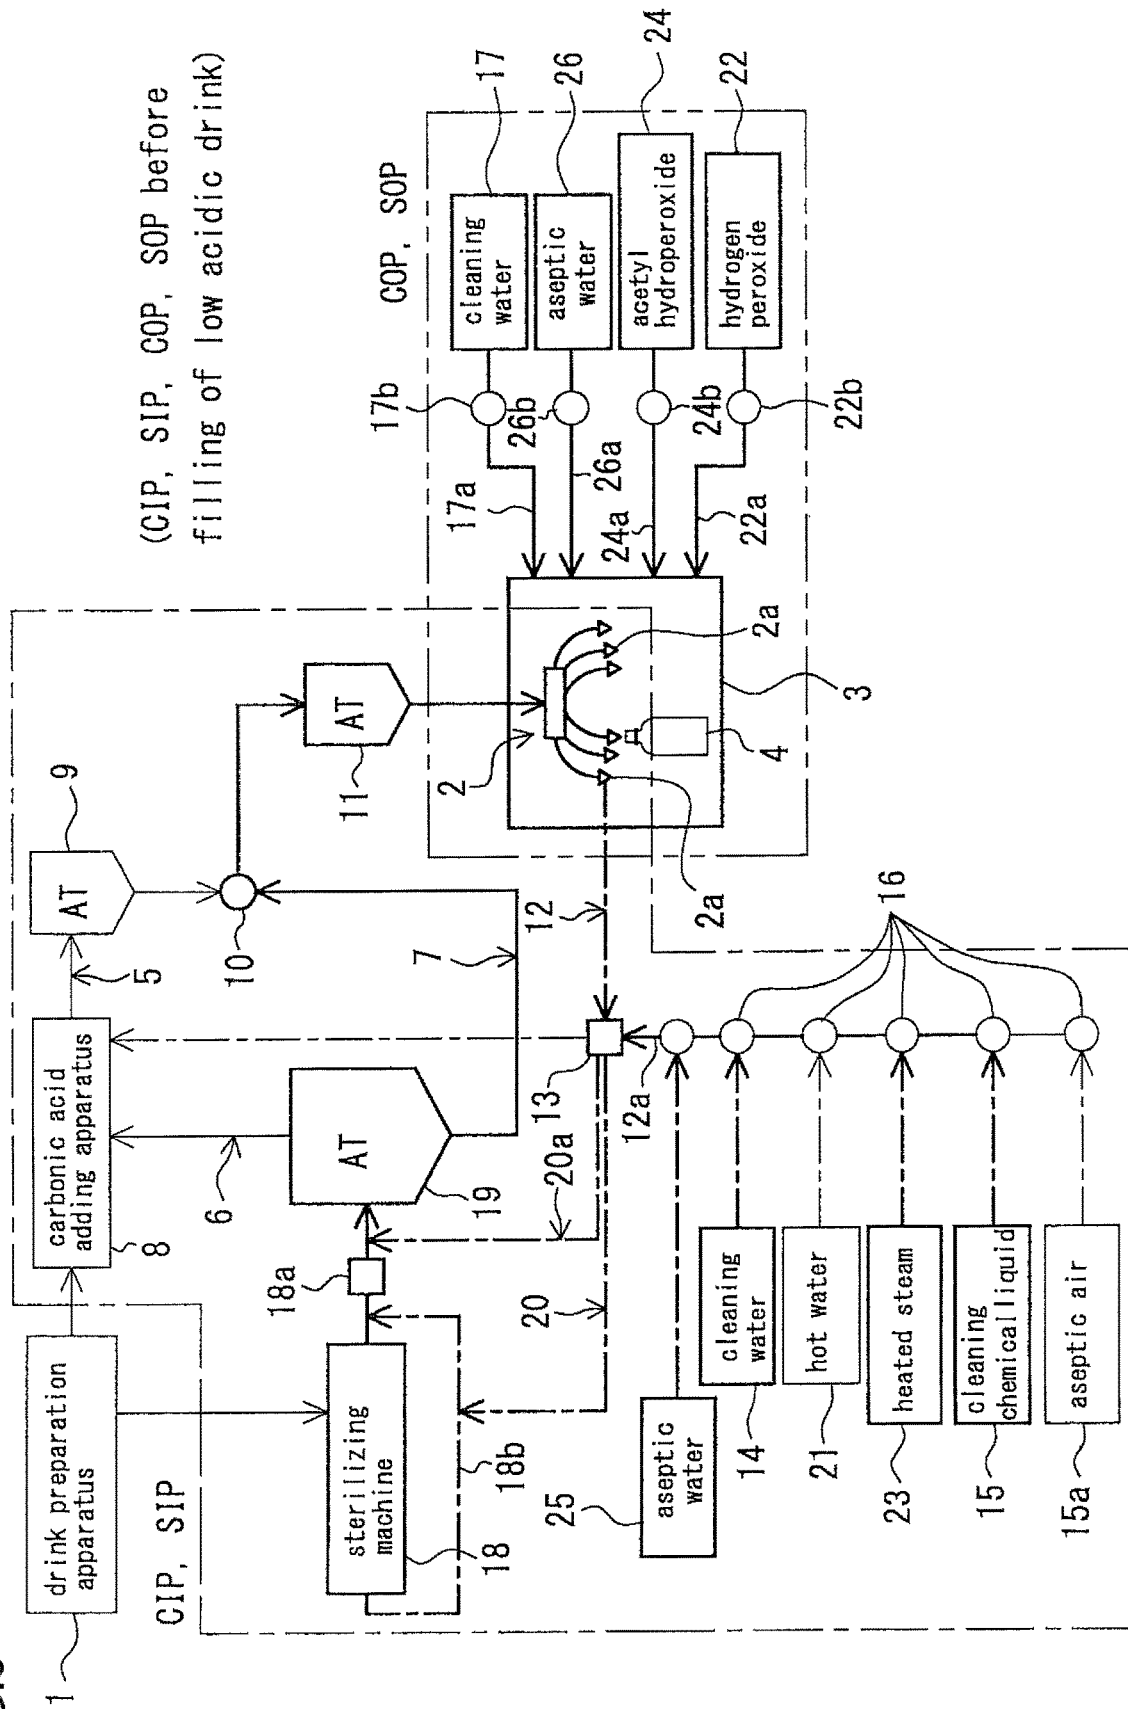 (CIP, SIP, COP, SOP before
filling of low acidic drink)
1
drink preparation
apparatus
carbonic acid
adding apparatus
8
5
AT
9
10
6
7
AT
11
CIP, SIP
sterilizing
machine
18
18a
18b
AT
19
20a
20
13
12
12a
2
2a
2a
3
4
COP, SOP
17a
17b
cleaning
water
17
26a
26b
aseptic
water
26
24a
24b
acetyl
hydroperoxide
24
22a
22b
hydrogen
peroxide
22
16
25
aseptic
water
14
cleaning
water
21
hot water
23
heated steam
15
cleaning
chemical liquid
15a
aseptic air